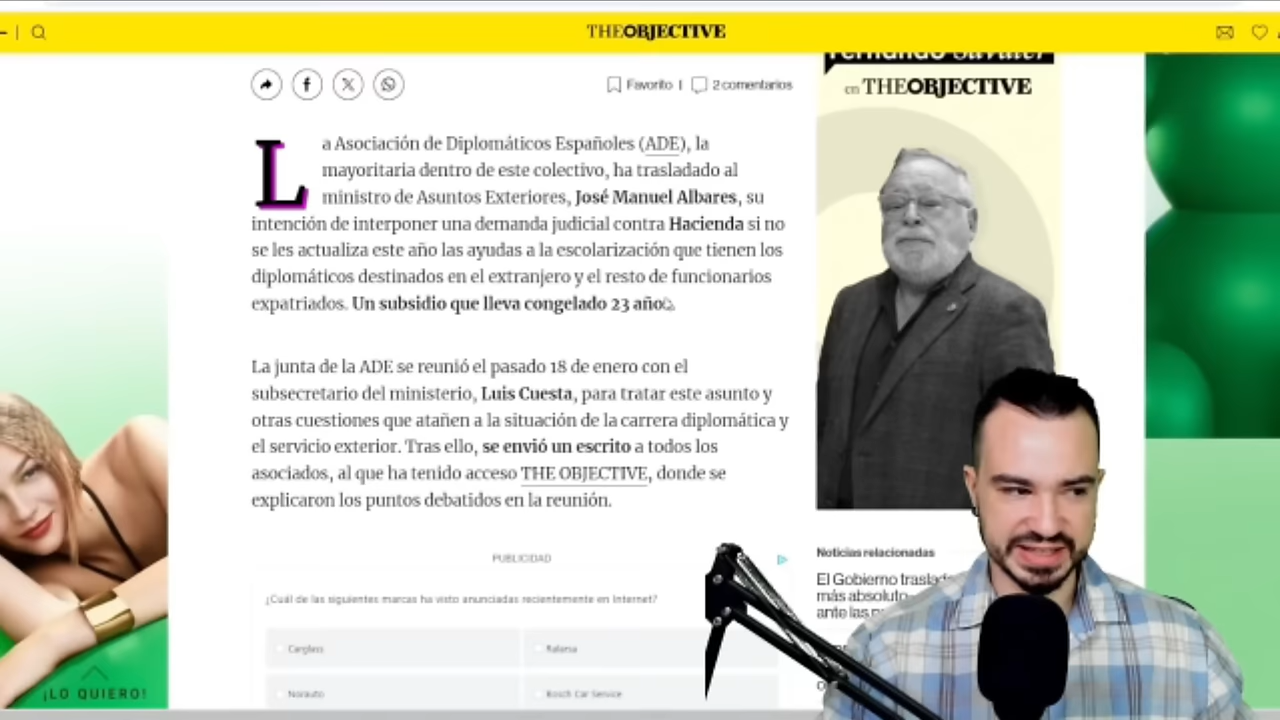 THE OBJECTIVE
Fernando Savater
en THE OBJECTIVE
Favorito | 2 comentarios
La Asociación de Diplomáticos Españoles (ADE), la
mayoritaria dentro de este colectivo, ha trasladado al
ministro de Asuntos Exteriores, José Manuel Albares, su
intención de interponer una demanda judicial contra Hacienda si no
se les actualiza este año las ayudas a la escolarización que tienen los
diplomáticos destinados en el extranjero y el resto de funcionarios
expatriados. Un subsidio que lleva congelado 23 años.
La junta de la ADE se reunió el pasado 18 de enero con el
subsecretario del ministerio, Luis Cuesta, para tratar este asunto y
otras cuestiones que atañen a la situación de la carrera diplomática y
el servicio exterior. Tras ello, se envió un escrito a todos los
asociados, al que ha tenido acceso THE OBJECTIVE, donde se
explicaron los puntos debatidos en la reunión.
PUBLICIDAD
¿Cuál de las siguientes marcas ha visto anunciadas recientemente en Internet?
Carglass
Ralarsa
Norauto
Bosch Car Service
Noticias relacionadas
El Gobierno
más absoluto
ante las
¡LO QUIERO!